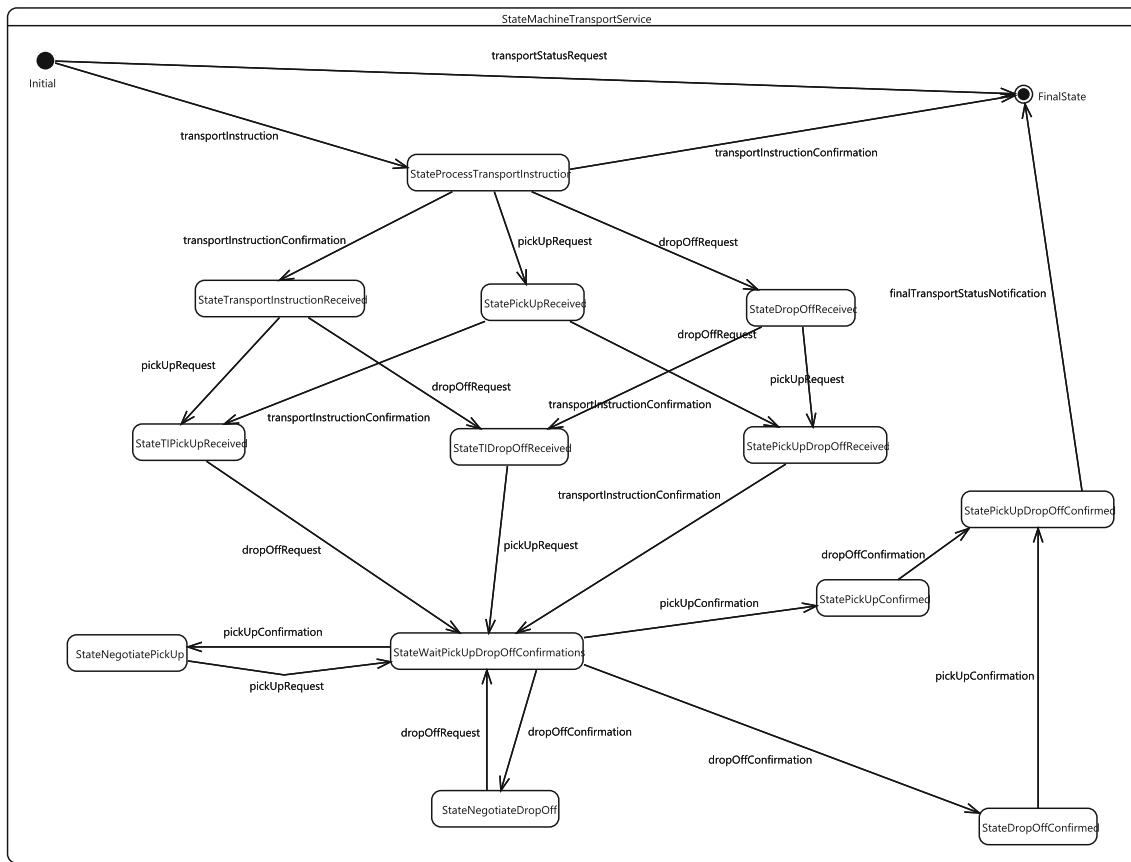 StateMachineTransportService
transportStatusRequest
Initial
FinalState
transportInstruction
transportInstructionConfirmation
StateProcessTransportInstruction
transportInstructionConfirmation
pickUpRequest
dropOffRequest
StateTransportInstructionReceived
StatePickUpReceived
StateDropOffReceived
finalTransportStatusNotification
dropOffRequest
pickUpRequest
dropOffRequest
pickUpRequest
transportInstructionConfirmation
transportInstructionConfirmation
StateTIPickUpReceived
StateTIDropOffReceived
StatePickUpDropOffReceived
transportInstructionConfirmation
StatePickUpDropOffConfirmed
dropOffRequest
pickUpRequest
dropOffConfirmation
StatePickUpConfirmed
pickUpConfirmation
pickUpConfirmation
StateNegotiatePickUp
StateWaitPickUpDropOffConfirmations
pickUpRequest
pickUpConfirmation
dropOffRequest
dropOffConfirmation
dropOffConfirmation
StateNegotiateDropOff
StateDropOffConfirmed